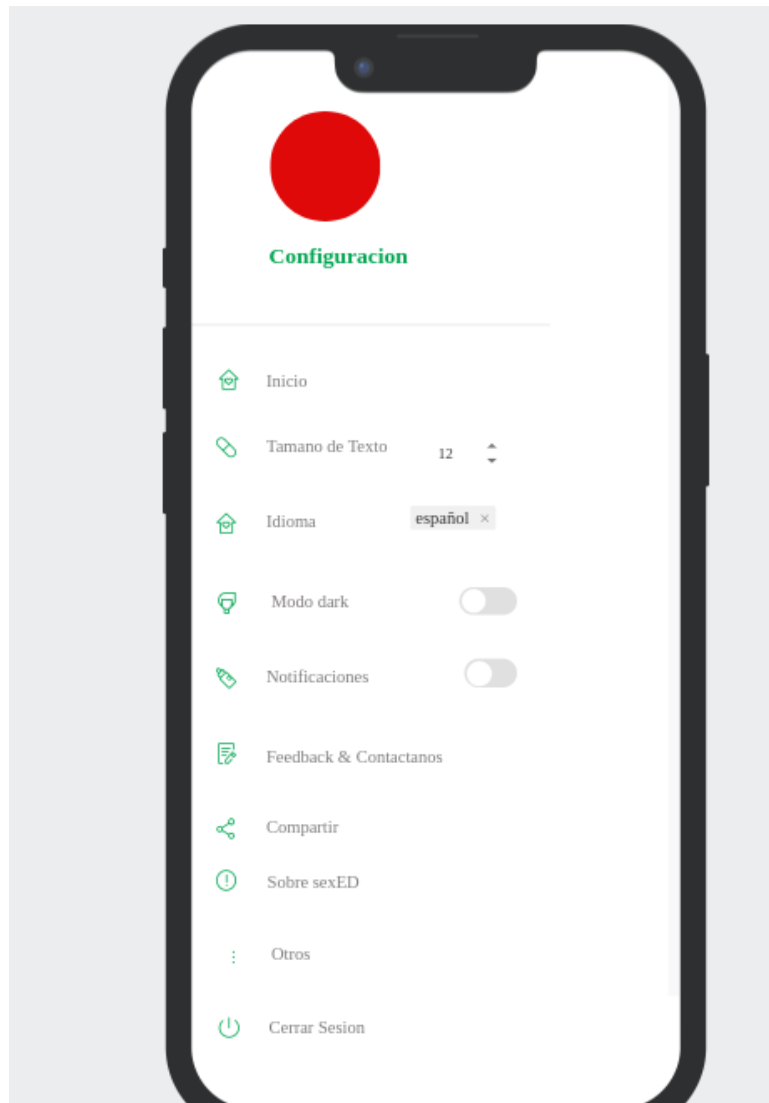 Configuracion
Inicio
Tamano de Texto 12
Idioma español ×
Modo dark
Notificaciones
Feedback & Contactanos
Compartir
Sobre sexED
Otros
Cerrar Sesion